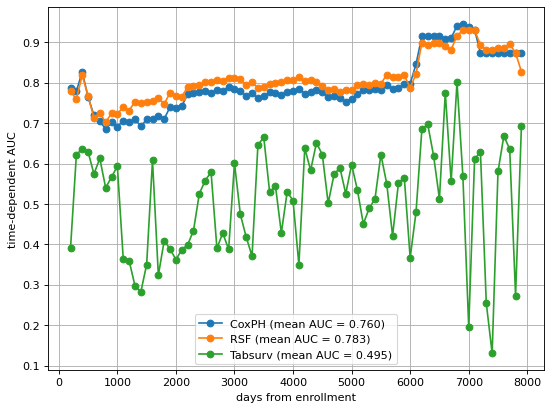 0.9
0.8
0.7
0.6
0.5
0.4
0.3
0.2
0.1
time-dependent AUC
CoxPH (mean AUC = 0.760)
RSF (mean AUC = 0.783)
Tabsurv (mean AUC = 0.495)
0 1000 2000 3000 4000 5000 6000 7000 8000
days from enrollment